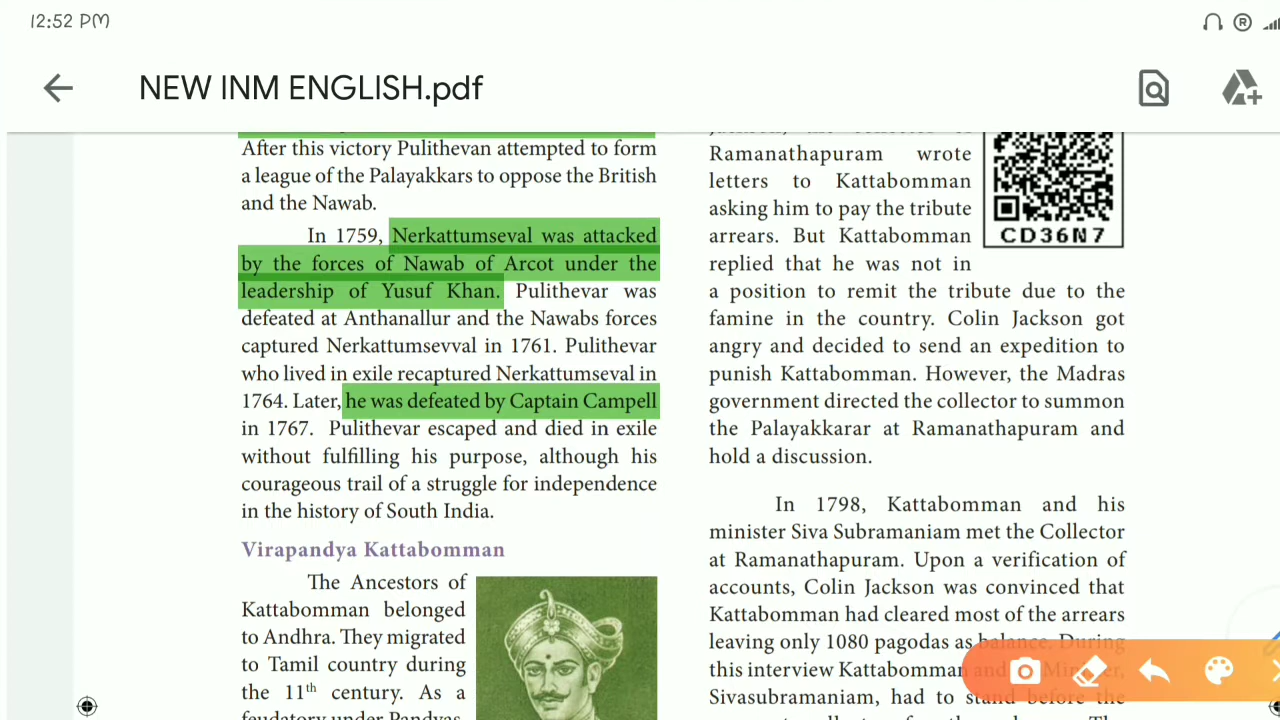 12:52 PM
NEW INM ENGLISH.pdf
After this victory Pulithevan attempted to form
a league of the Palayakkars to oppose the British
and the Nawab.
In 1759, Nerkattumseval was attacked
by the forces of Nawab of Arcot under the
leadership of Yusuf Khan. Pulithevar was
defeated at Anthanallur and the Nawabs forces
captured Nerkattumsevval in 1761. Pulithevar
who lived in exile recaptured Nerkattumseval in
1764. Later, he was defeated by Captain Campell
in 1767. Pulithevar escaped and died in exile
without fulfilling his purpose, although his
courageous trail of a struggle for independence
in the history of South India.
Virapandya Kattabomman
The Ancestors of
Kattabomman belonged
to Andhra. They migrated
to Tamil country during
the 11th century. As a
feudatory under Pandyas,
Ramanathapuram wrote
letters to Kattabomman
asking him to pay the tribute
arrears. But Kattabomman
replied that he was not in
a position to remit the tribute due to the
famine in the country. Colin Jackson got
angry and decided to send an expedition to
punish Kattabomman. However, the Madras
government directed the collector to summon
the Palayakkarar at Ramanathapuram and
hold a discussion.
In 1798, Kattabomman and his
minister Siva Subramaniam met the Collector
at Ramanathapuram. Upon a verification of
accounts, Colin Jackson was convinced that
Kattabomman had cleared most of the arrears
leaving only 1080 pagodas as balance. During
this interview Kattabomman and
Sivasubramaniam, had to stand before the
CD36N7